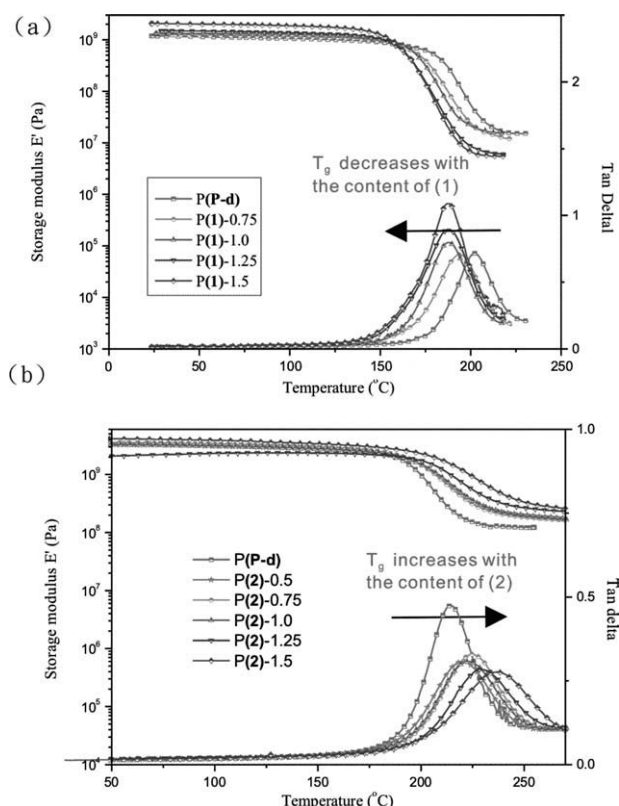 (a)
Storage modulus E' (Pa)
10⁹
10⁸
10⁷
10⁶
10⁵
10⁴
10³
2
1
0
Tan Deltal
T_g decreases with
the content of (1)
P(P-d)
P(1)-0.75
P(1)-1.0
P(1)-1.25
P(1)-1.5
0 50 100 150 200 250
Temperature (°C)
(b)
Storage modulus E' (Pa)
10⁹
10⁸
10⁷
10⁶
10⁵
10⁴
1.0
0.5
0.0
Tan delta
T_g increases with
the content of (2)
P(P-d)
P(2)-0.5
P(2)-0.75
P(2)-1.0
P(2)-1.25
P(2)-1.5
50 100 150 200 250
Temperature (°C)